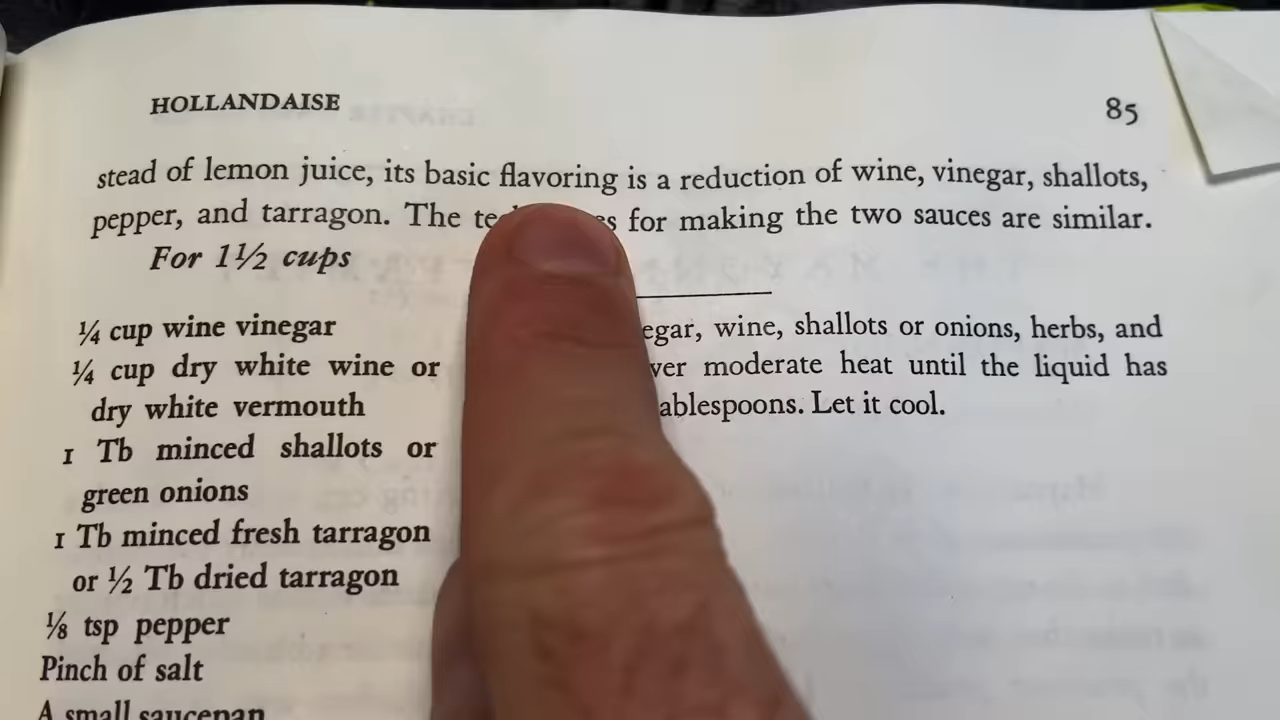 HOLLANDAISE 85
stead of lemon juice, its basic flavoring is a reduction of wine, vinegar, shallots,
pepper, and tarragon. The for making the two sauces are similar.
For 1½ cups
¼ cup wine vinegar
¼ cup dry white wine or
dry white vermouth
1 Tb minced shallots or
green onions
1 Tb minced fresh tarragon
or ½ Tb dried tarragon
⅛ tsp pepper
Pinch of salt
A small saucepan
wine, shallots or onions, herbs, and
moderate heat until the liquid has
Let it cool.